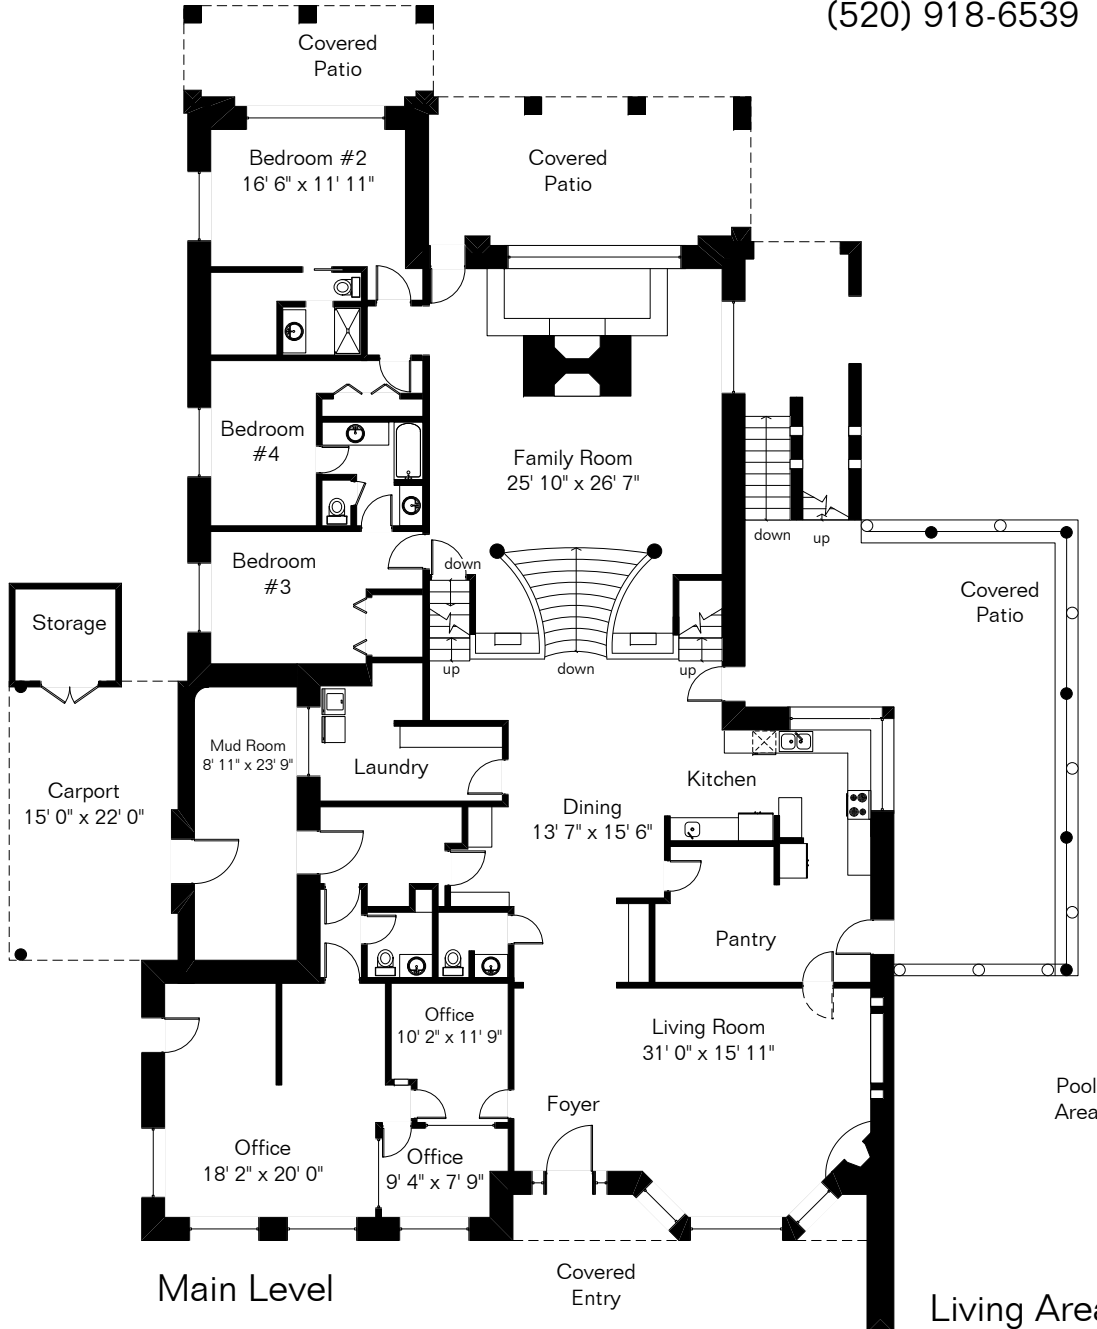 (520) 918-6539
Covered
Patio
Bedroom #2
16' 6" x 11' 11"
Covered
Patio
Bedroom
#4
Family Room
25' 10" x 26' 7"
down
up
Bedroom
#3
down
Covered
Patio
Storage
up
down
up
Mud Room
8' 11" x 23' 9"
Laundry
Kitchen
Carport
15' 0" x 22' 0"
Dining
13' 7" x 15' 6"
Pantry
Office
10' 2" x 11' 9"
Living Room
31' 0" x 15' 11"
Pool
Area
Foyer
Office
18' 2" x 20' 0"
Office
9' 4" x 7' 9"
Covered
Entry
Main Level
Living Area